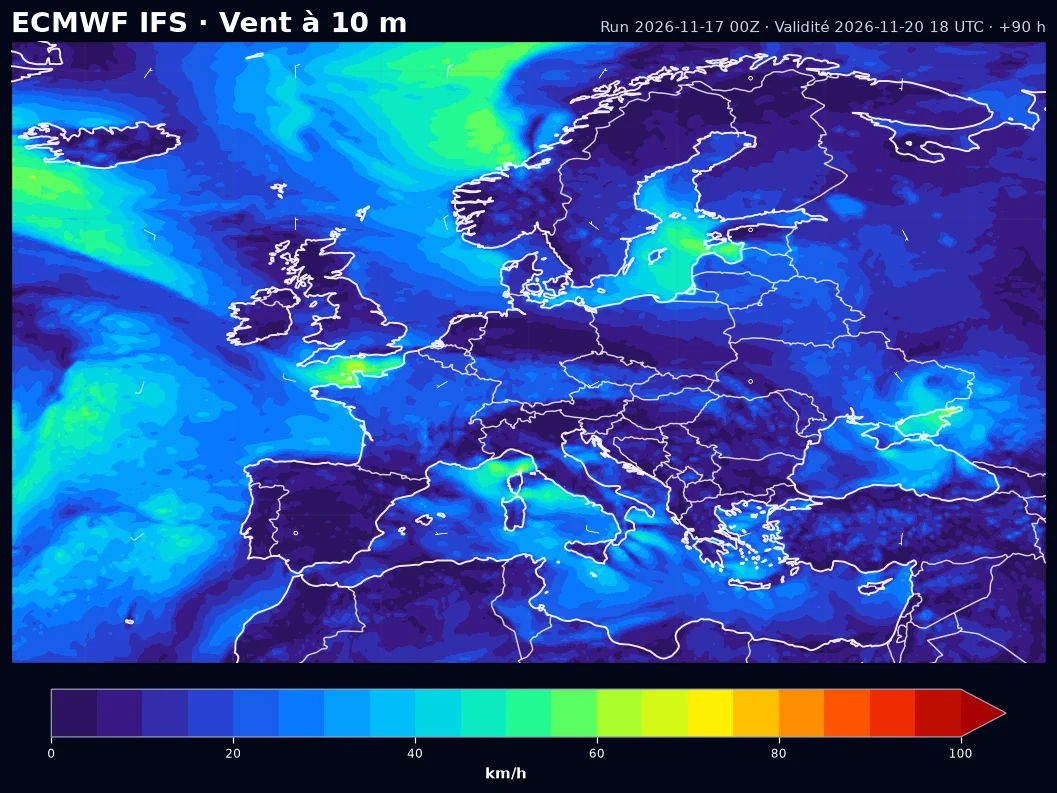 ECMWF IFS · Vent à 10 m
Run 2026-11-17 00Z · Validité 2026-11-20 18 UTC · +90 h
0 20 40 60 80 100
km/h